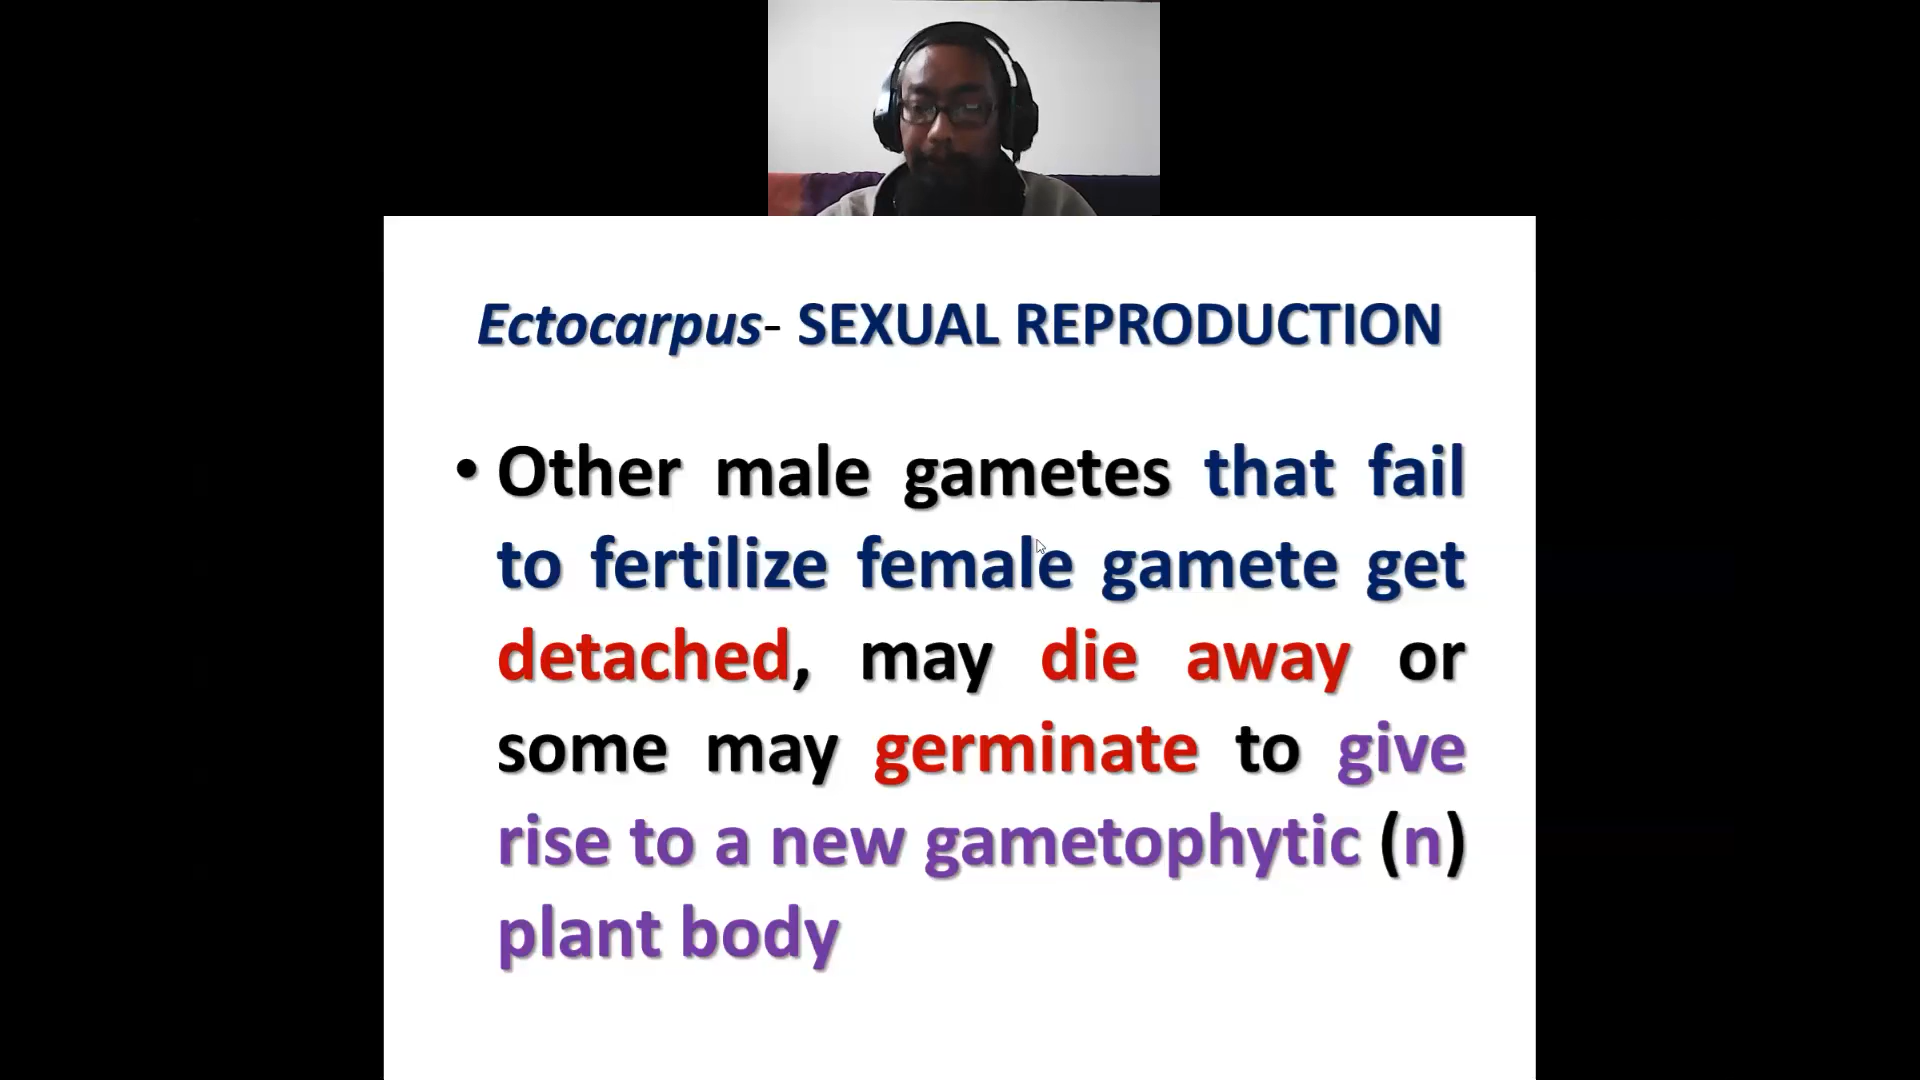 Ectocarpus- SEXUAL REPRODUCTION
• Other male gametes that fail
to fertilize female gamete get
detached, may die away or
some may germinate to give
rise to a new gametophytic (n)
plant body